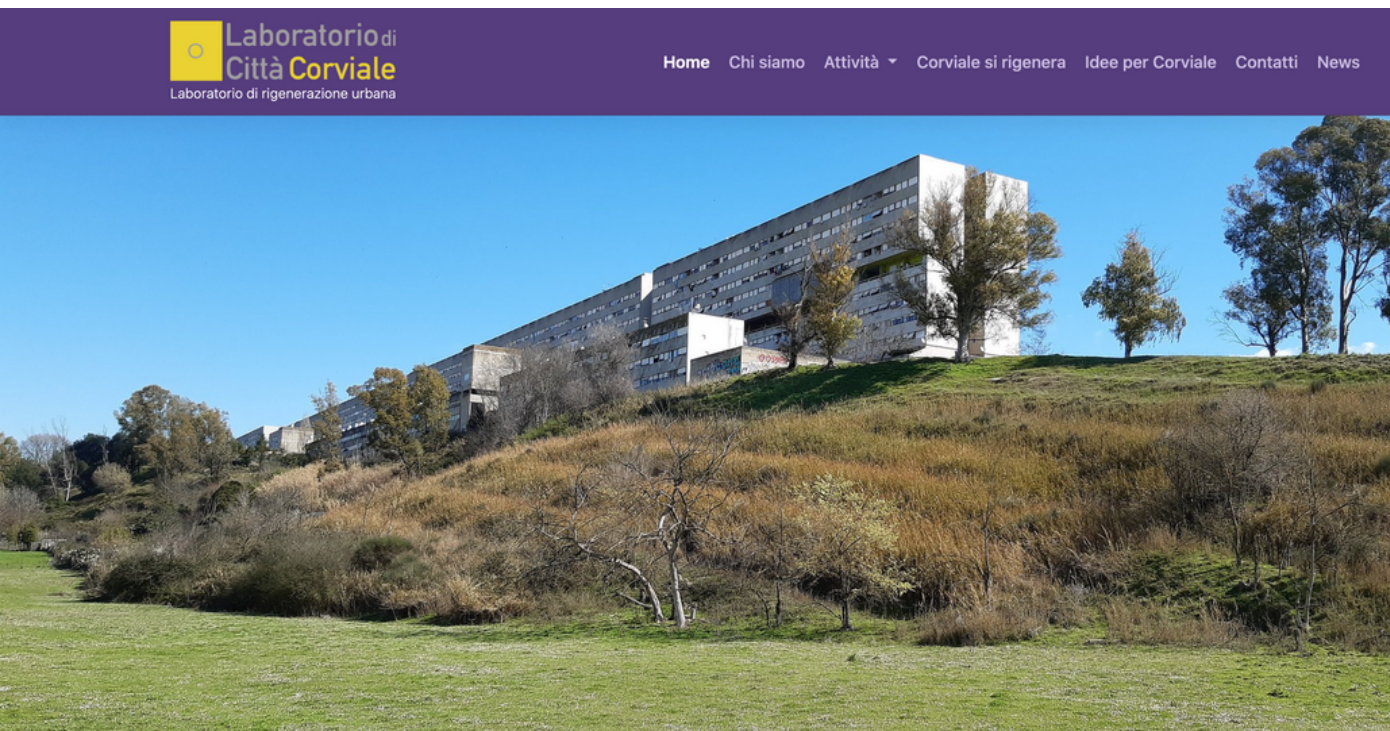 Laboratorio di
Città Corviale
Laboratorio di rigenerazione urbana
Home Chi siamo Attività Corviale si rigenera Idee per Corviale Contatti News